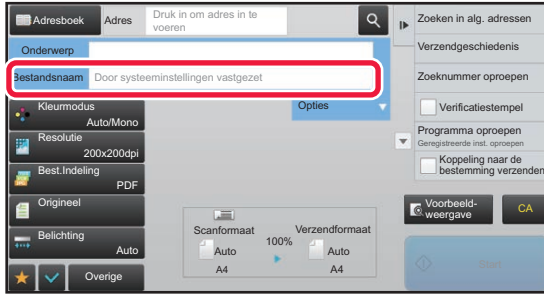 Adresboek
Adres
Druk in om adres in te
voeren
Zoeken in alg. adressen
Onderwerp
Verzendgeschiedenis
Bestandsnaam
Door systeeminstellingen vastgezet
Zoeknummer oproepen
Kleurmodus
Auto/Mono
Opties
Verificatiestempel
Resolutie
200x200dpi
Programma oproepen
Geregistreerde inst. oproepen
Best.Indeling
PDF
Koppeling naar de
bestemming verzenden
Origineel
Voorbeeld-
weergave
CA
Belichting
Auto
Scanformaat
Verzendformaat
100%
Auto
Auto
A4
A4
Overige
Start